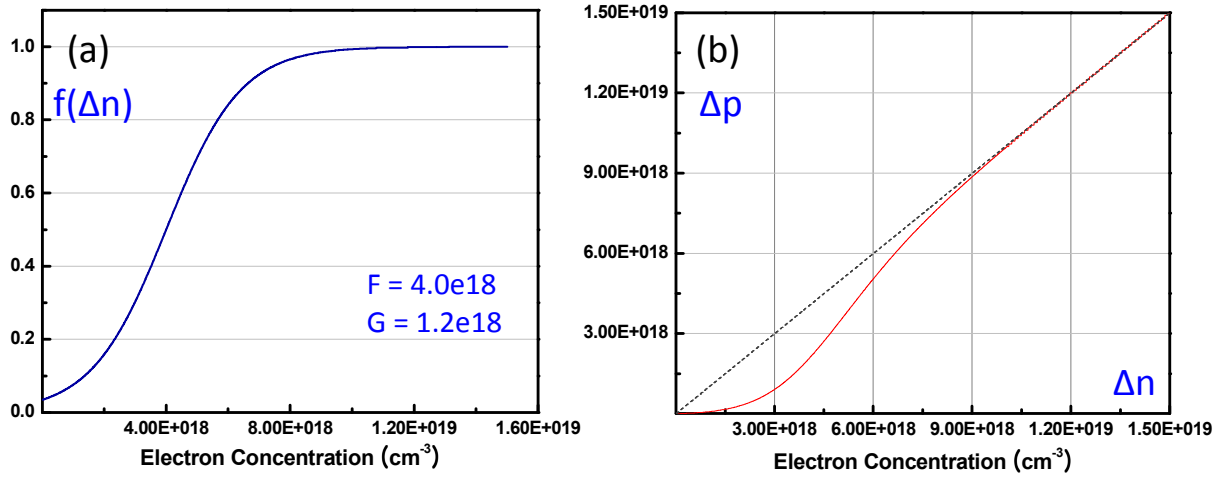 (a)
f(Δn)
1.0
0.8
0.6
0.4
0.2
0.0
F = 4.0e18
G = 1.2e18
4.00E+018 8.00E+018 1.20E+019 1.60E+019
Electron Concentration (cm-3)
(b)
Δp
1.50E+019
1.20E+019
9.00E+018
6.00E+018
3.00E+018
Δn
3.00E+018 6.00E+018 9.00E+018 1.20E+019 1.50E+019
Electron Concentration (cm-3)